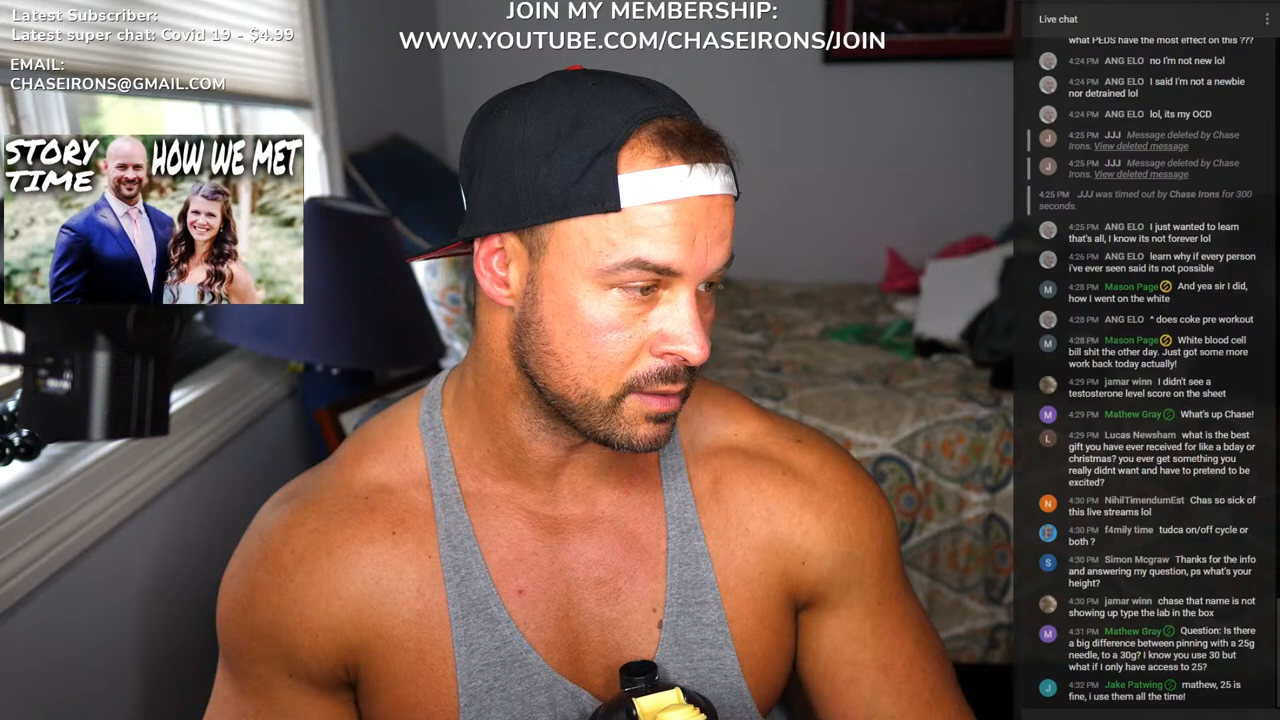 Latest Subscriber:
Latest super chat: Covid 19 - $4.99
EMAIL:
CHASEIRONS@GMAIL.COM
STORY TIME
HOW WE MET
JOIN MY MEMBERSHIP:
WWW.YOUTUBE.COM/CHASEIRONS/JOIN
Live chat
what PEDS have the most effect on this ???
4:24 PM ANG ELO no I'm not new lol
4:24 PM ANG ELO I said I'm not a newbie
nor detrained lol
4:24 PM ANG ELO lol, its my OCD
J 4:25 PM JJJ Message deleted by Chase
Irons. View deleted message
J 4:25 PM JJJ Message deleted by Chase
Irons. View deleted message
4:25 PM JJJ was timed out by Chase Irons for 300
seconds.
4:25 PM ANG ELO I just wanted to learn
that's all, I know its not forever lol
4:26 PM ANG ELO learn why if every person
i've ever seen said its not possible
M 4:28 PM Mason Page And yea sir I did,
how I went on the white
4:28 PM ANG ELO ^ does coke pre workout
M 4:28 PM Mason Page White blood cell
bill shit the other day. Just got some more
work back today actually!
4:29 PM jamar winn I didn't see a
testosterone level score on the sheet
M 4:29 PM Mathew Gray What's up Chase!
L 4:29 PM Lucas Newsham what is the best
gift you have ever received for like a bday or
christmas? you ever get something you
really didnt want and have to pretend to be
excited?
N 4:30 PM NihilTimendumEst Chas so sick of
this live streams lol
4:30 PM f4mily time tudca on/off cycle or
both ?
S 4:30 PM Simon Mcgraw Thanks for the info
and answering my question, ps what's your
height?
4:30 PM jamar winn chase that name is not
showing up type the lab in the box
M 4:31 PM Mathew Gray Question: Is there
a big difference between pinning with a 25g
needle, to a 30g? I know you use 30 but
what if I only have access to 25?
J 4:32 PM Jake Patwing mathew, 25 is
fine, i use them all the time!